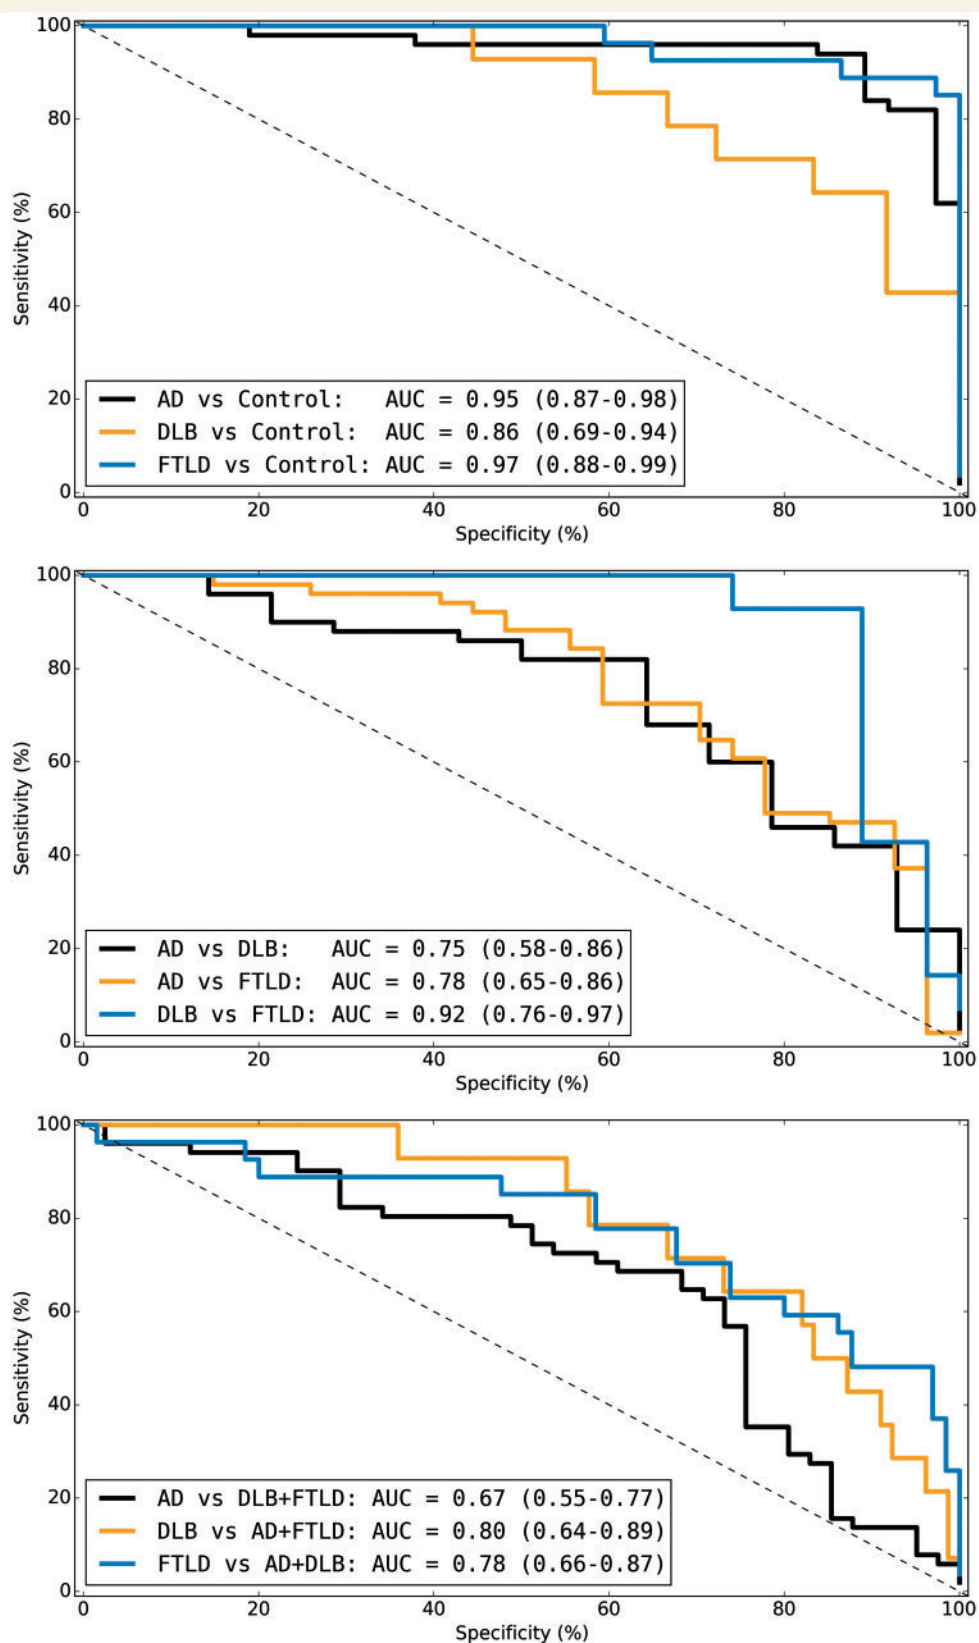 100
80
60
40
20
0
Sensitivity (%)
AD vs Control: AUC = 0.95 (0.87-0.98)
DLB vs Control: AUC = 0.86 (0.69-0.94)
FTLD vs Control: AUC = 0.97 (0.88-0.99)
0 20 40 60 80 100
Specificity (%)
100
80
60
40
20
0
Sensitivity (%)
AD vs DLB: AUC = 0.75 (0.58-0.86)
AD vs FTLD: AUC = 0.78 (0.65-0.86)
DLB vs FTLD: AUC = 0.92 (0.76-0.97)
0 20 40 60 80 100
Specificity (%)
100
80
60
40
20
0
Sensitivity (%)
AD vs DLB+FTLD: AUC = 0.67 (0.55-0.77)
DLB vs AD+FTLD: AUC = 0.80 (0.64-0.89)
FTLD vs AD+DLB: AUC = 0.78 (0.66-0.87)
0 20 40 60 80 100
Specificity (%)